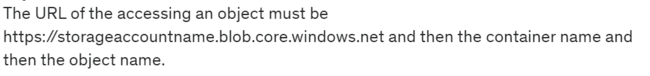 The URL of the accessing an object must be
https://storageaccountname.blob.core.windows.net and then the container name and
then the object name.